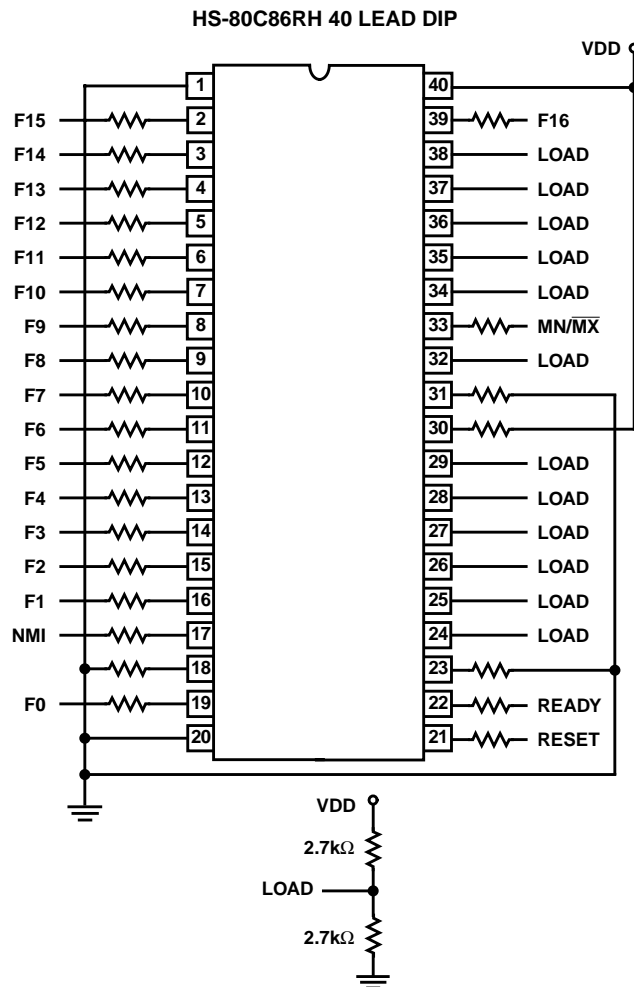 HS-80C86RH 40 LEAD DIP
VDD
1 40
F15 2 39 F16
F14 3 38 LOAD
F13 4 37 LOAD
F12 5 36 LOAD
F11 6 35 LOAD
F10 7 34 LOAD
F9 8 33 MN/M̅X̅
F8 9 32 LOAD
F7 10 31
F6 11 30
F5 12 29 LOAD
F4 13 28 LOAD
F3 14 27 LOAD
F2 15 26 LOAD
F1 16 25 LOAD
NMI 17 24 LOAD
18 23
F0 19 22 READY
20 21 RESET
VDD
2.7kΩ
LOAD
2.7kΩ